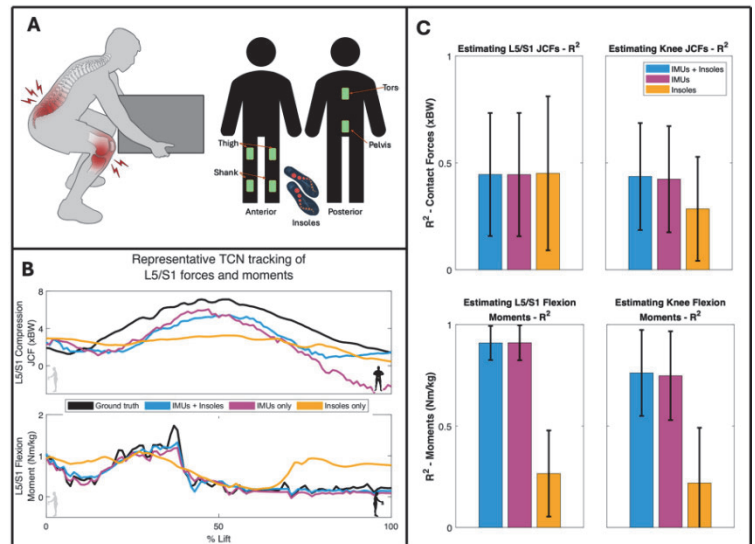 A
Tors
Thigh
Pelvis
Shank
Anterior
Insoles
Posterior
B
Representative TCN tracking of
L5/S1 forces and moments
L5/S1 Compression
JCF (xBW)
8
4
0
Ground truth
IMUs + Insoles
IMUs only
Insoles only
L5/S1 Flexion
Moment (Nm/kg)
2
1
0
0
50
100
% Lift
C
Estimating L5/S1 JCFs - R²
R² - Contact Forces (xBW)
1
0.5
0
Estimating Knee JCFs - R²
IMUs + Insoles
IMUs
Insoles
Estimating L5/S1 Flexion
Moments - R²
R² - Moments (Nm/kg)
1
0.5
0
Estimating Knee Flexion
Moments - R²